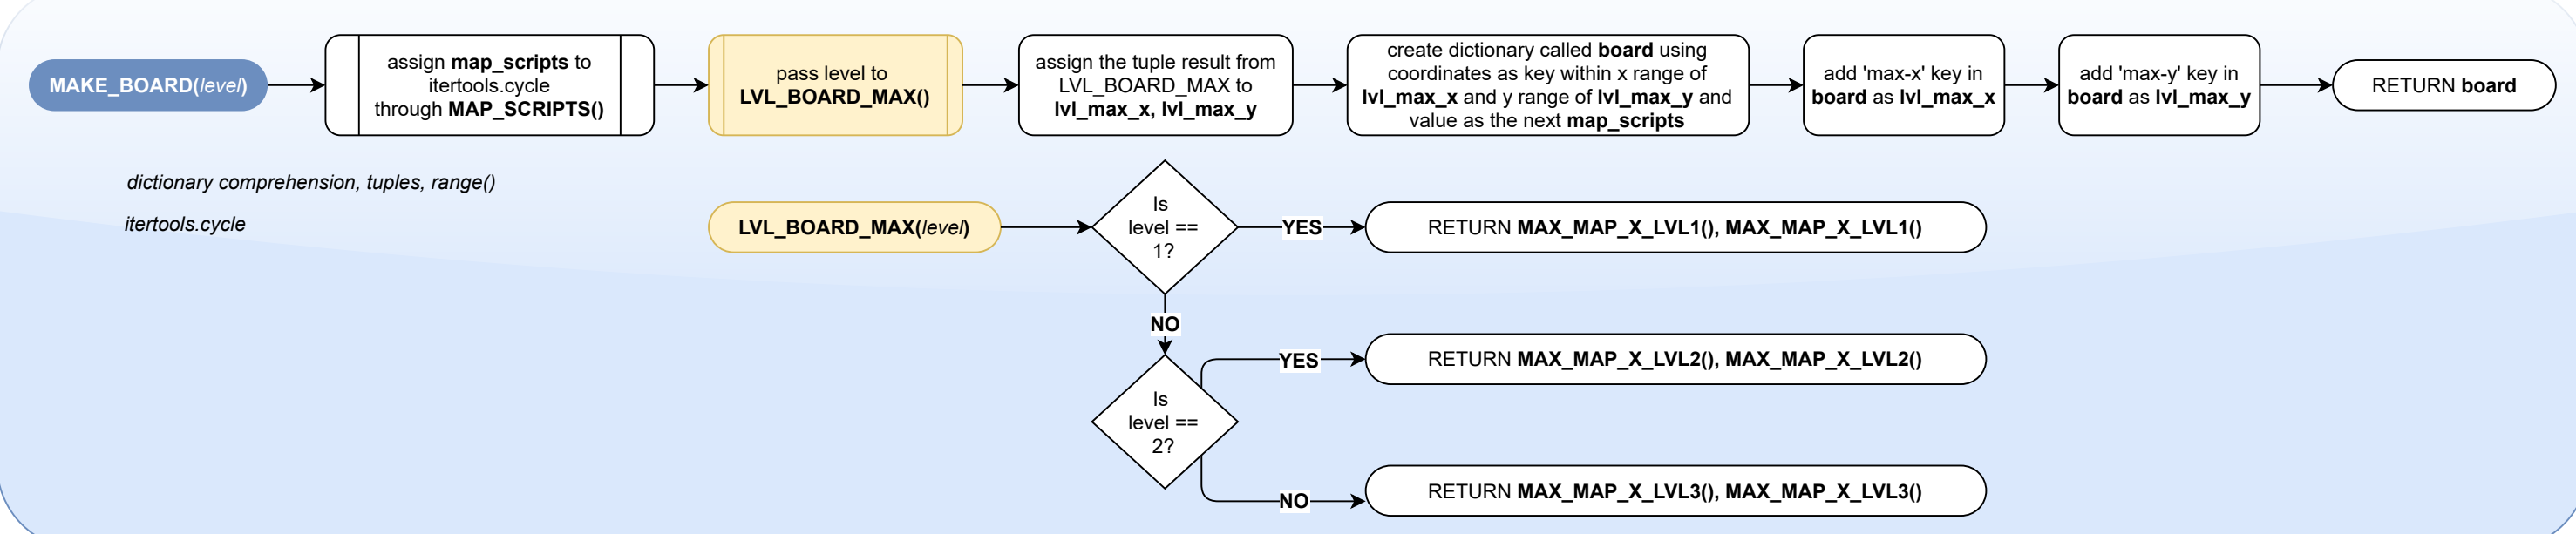 MAKE_BOARD(level)
assign map_scripts to
itertools.cycle
through MAP_SCRIPTS()
pass level to
LVL_BOARD_MAX()
assign the tuple result from
LVL_BOARD_MAX to
lvl_max_x, lvl_max_y
create dictionary called board using
coordinates as key within x range of
lvl_max_x and y range of lvl_max_y and
value as the next map_scripts
add 'max-x' key in
board as lvl_max_x
add 'max-y' key in
board as lvl_max_y
RETURN board
dictionary comprehension, tuples, range()
itertools.cycle
LVL_BOARD_MAX(level)
Is
level ==
1?
YES
RETURN MAX_MAP_X_LVL1(), MAX_MAP_X_LVL1()
NO
Is
level ==
2?
YES
RETURN MAX_MAP_X_LVL2(), MAX_MAP_X_LVL2()
NO
RETURN MAX_MAP_X_LVL3(), MAX_MAP_X_LVL3()